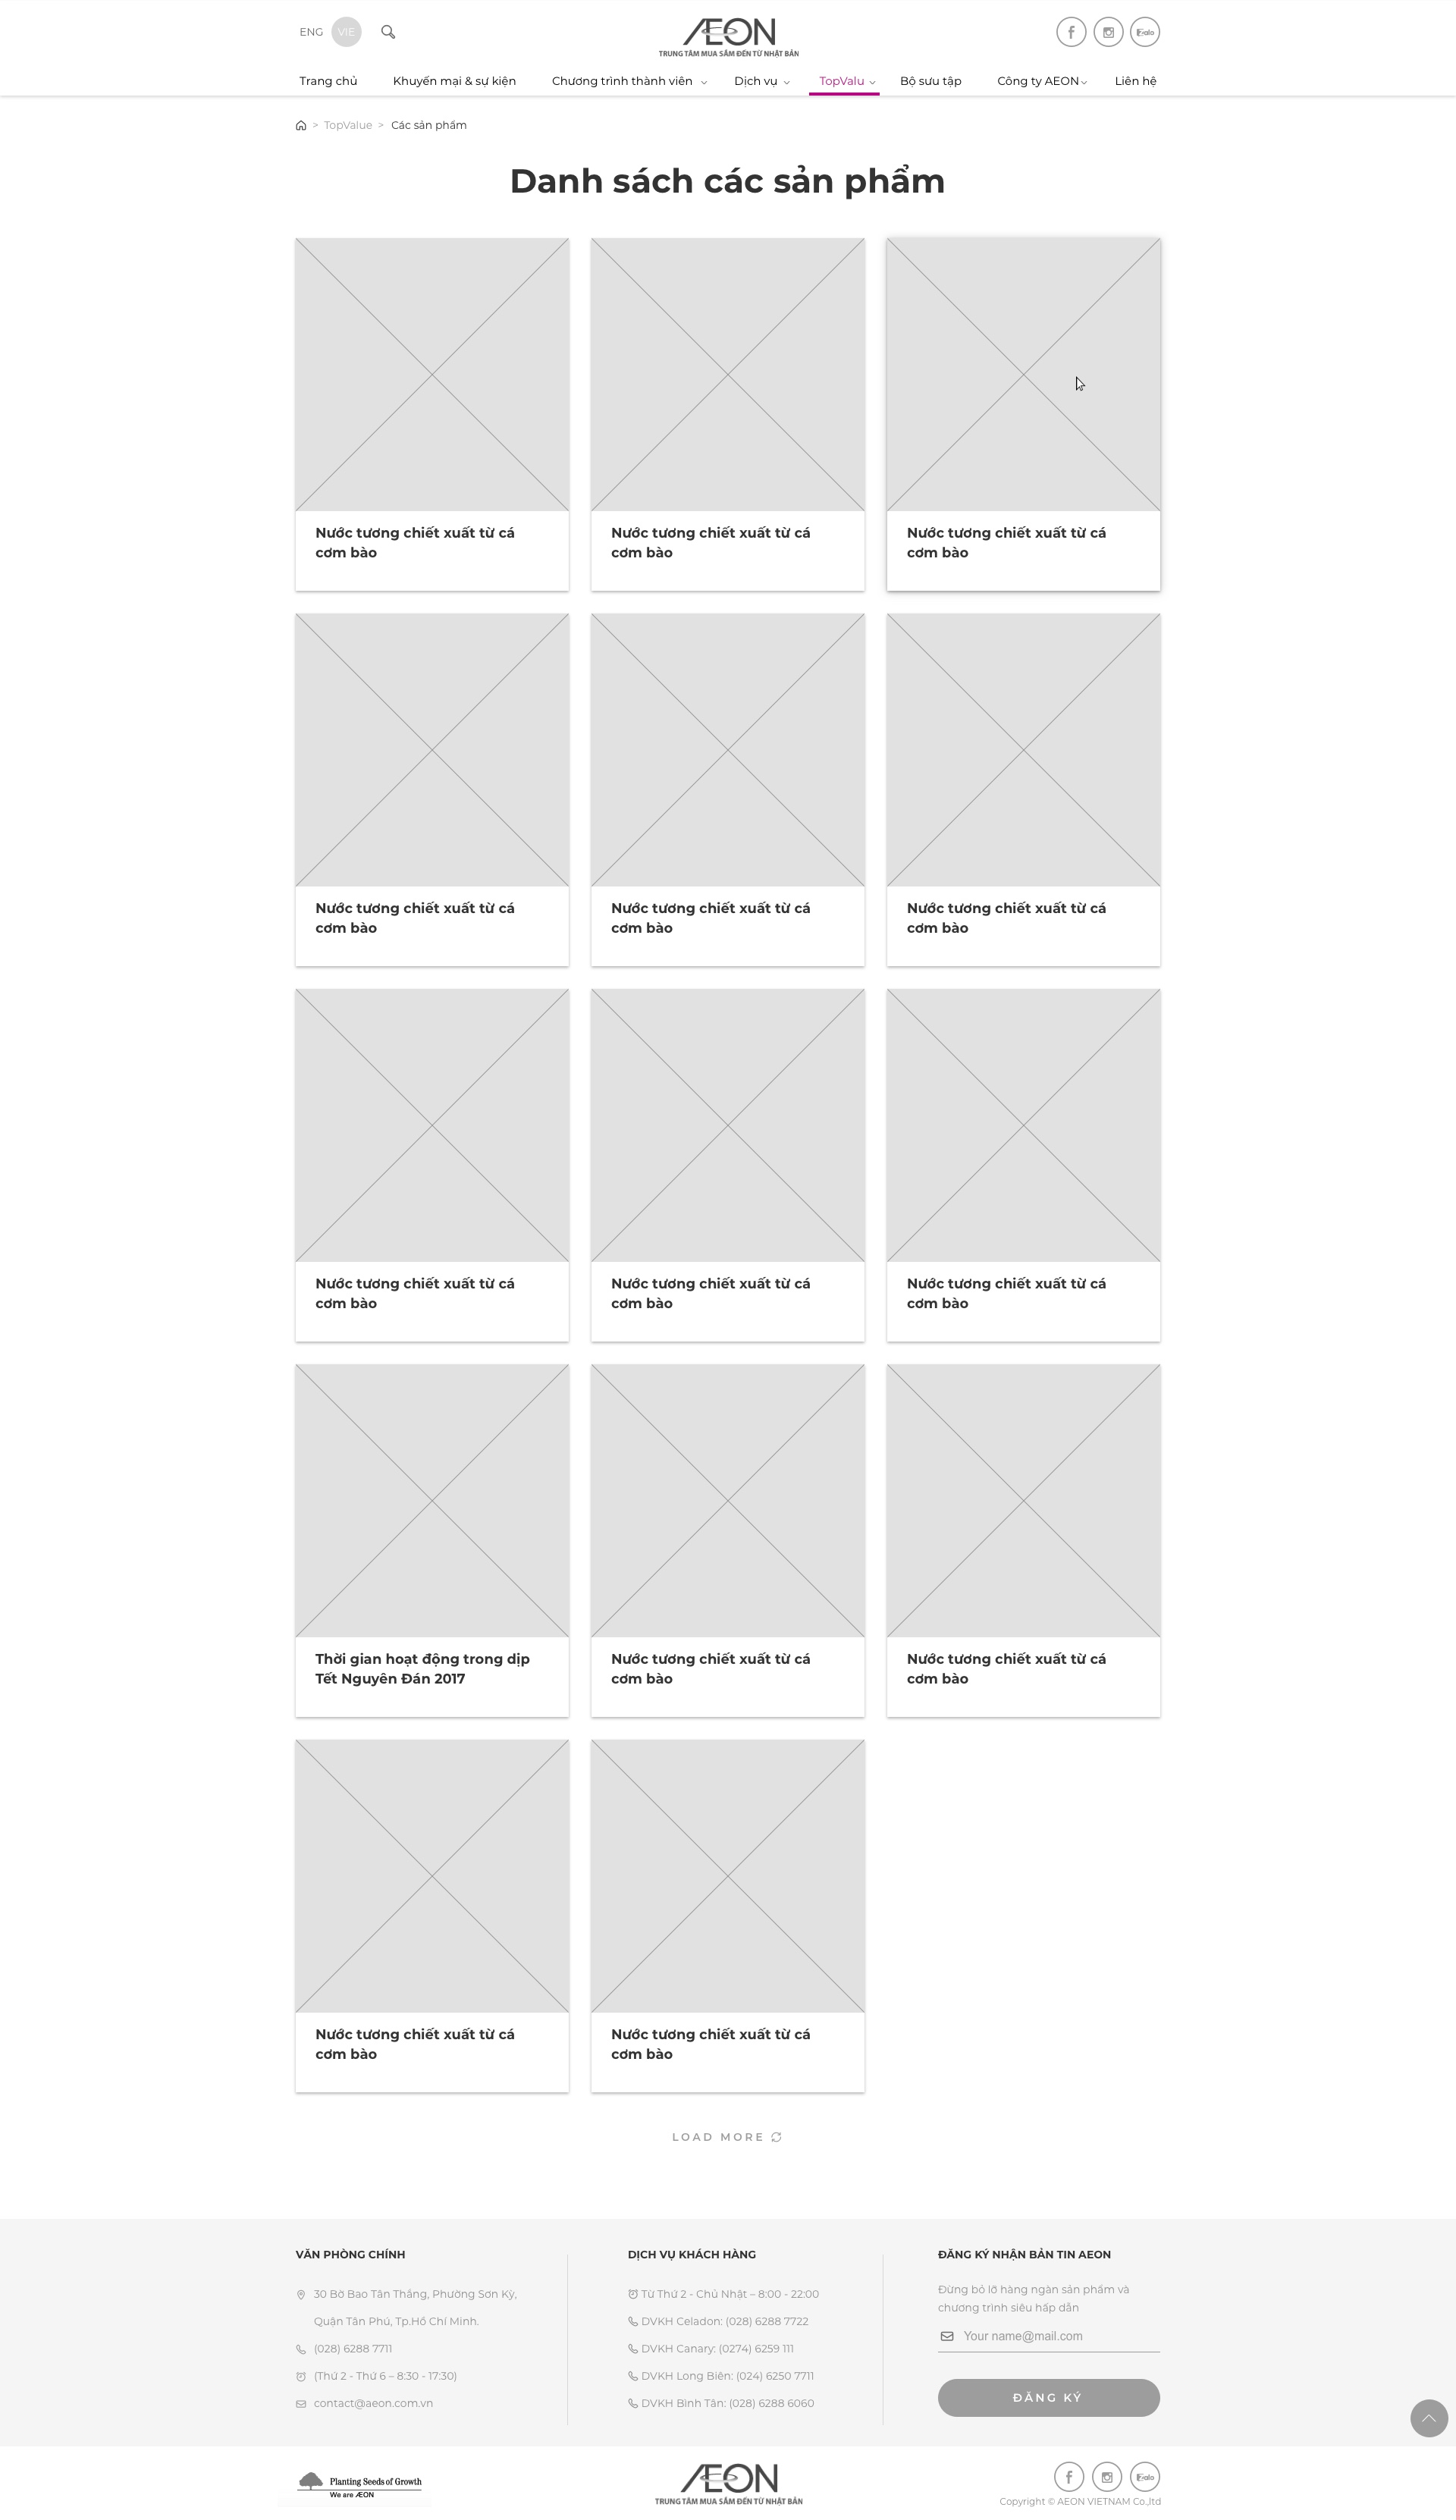 ENG VIE
ÆON
TRUNG TÂM MUA SẮM ĐẾN TỪ NHẬT BẢN
f Zalo
Trang chủ Khuyến mại & sự kiện Chương trình thành viên Dịch vụ TopValu Bộ sưu tập Công ty AEON Liên hệ
> TopValue > Các sản phẩm
Danh sách các sản phẩm
Nước tương chiết xuất từ cá
cơm bào
Nước tương chiết xuất từ cá
cơm bào
Nước tương chiết xuất từ cá
cơm bào
Nước tương chiết xuất từ cá
cơm bào
Nước tương chiết xuất từ cá
cơm bào
Nước tương chiết xuất từ cá
cơm bào
Nước tương chiết xuất từ cá
cơm bào
Nước tương chiết xuất từ cá
cơm bào
Nước tương chiết xuất từ cá
cơm bào
Thời gian hoạt động trong dịp
Tết Nguyên Đán 2017
Nước tương chiết xuất từ cá
cơm bào
Nước tương chiết xuất từ cá
cơm bào
Nước tương chiết xuất từ cá
cơm bào
Nước tương chiết xuất từ cá
cơm bào
LOAD MORE
VĂN PHÒNG CHÍNH
30 Bờ Bao Tân Thắng, Phường Sơn Kỳ,
Quận Tân Phú, Tp.Hồ Chí Minh.
(028) 6288 7711
(Thứ 2 - Thứ 6 – 8:30 - 17:30)
contact@aeon.com.vn
DỊCH VỤ KHÁCH HÀNG
Từ Thứ 2 - Chủ Nhật – 8:00 - 22:00
DVKH Celadon: (028) 6288 7722
DVKH Canary: (0274) 6259 111
DVKH Long Biên: (024) 6250 7711
DVKH Bình Tân: (028) 6288 6060
ĐĂNG KÝ NHẬN BẢN TIN AEON
Đừng bỏ lỡ hàng ngàn sản phẩm và
chương trình siêu hấp dẫn
Your name@mail.com
ĐĂNG KÝ
Planting Seeds of Growth
We are ÆON
ÆON
TRUNG TÂM MUA SẮM ĐẾN TỪ NHẬT BẢN
f Zalo
Copyright © AEON VIETNAM Co.,ltd